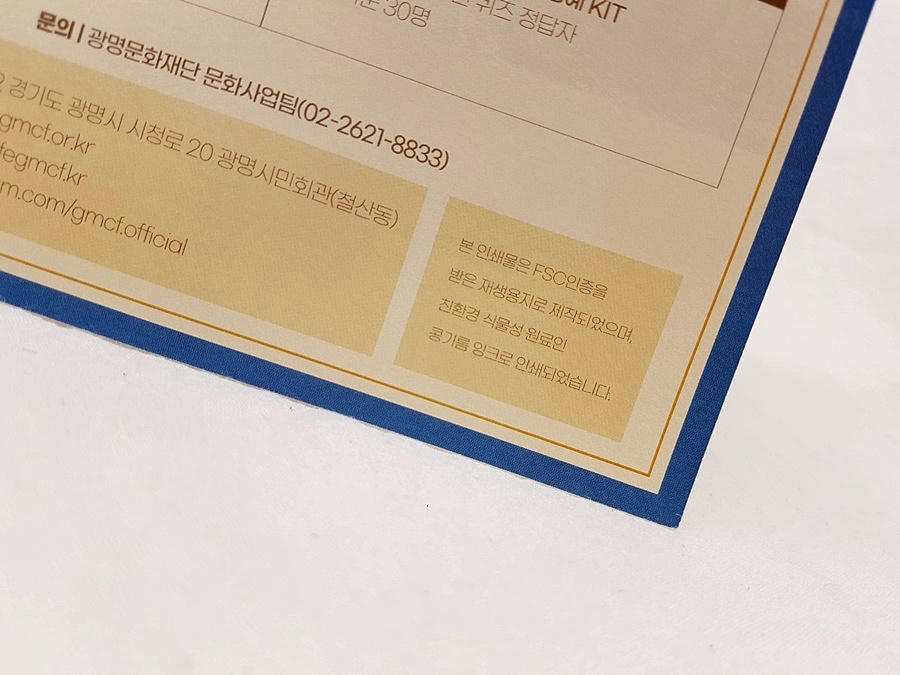 KIT
퀴즈 정답자
30명
문의 | 광명문화재단 문화사업팀(02-2621-8833)
경기도 광명시 시청로 20 광명시민회관(철산동)
gmcf.or.kr
fegmcf.kr
m.com/gmcf.official
본 인쇄물은 FSC인증을
받은 재생용지로 제작되었으며,
친환경 식물성 원료인
콩기름 잉크로 인쇄되었습니다.